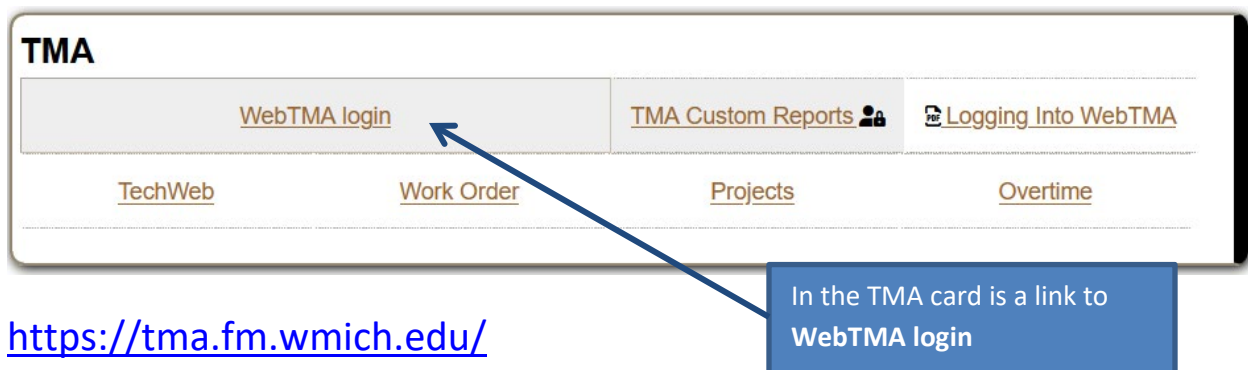 TMA
WebTMA login TMA Custom Reports Logging Into WebTMA
TechWeb Work Order Projects Overtime
In the TMA card is a link to
WebTMA login
https://tma.fm.wmich.edu/